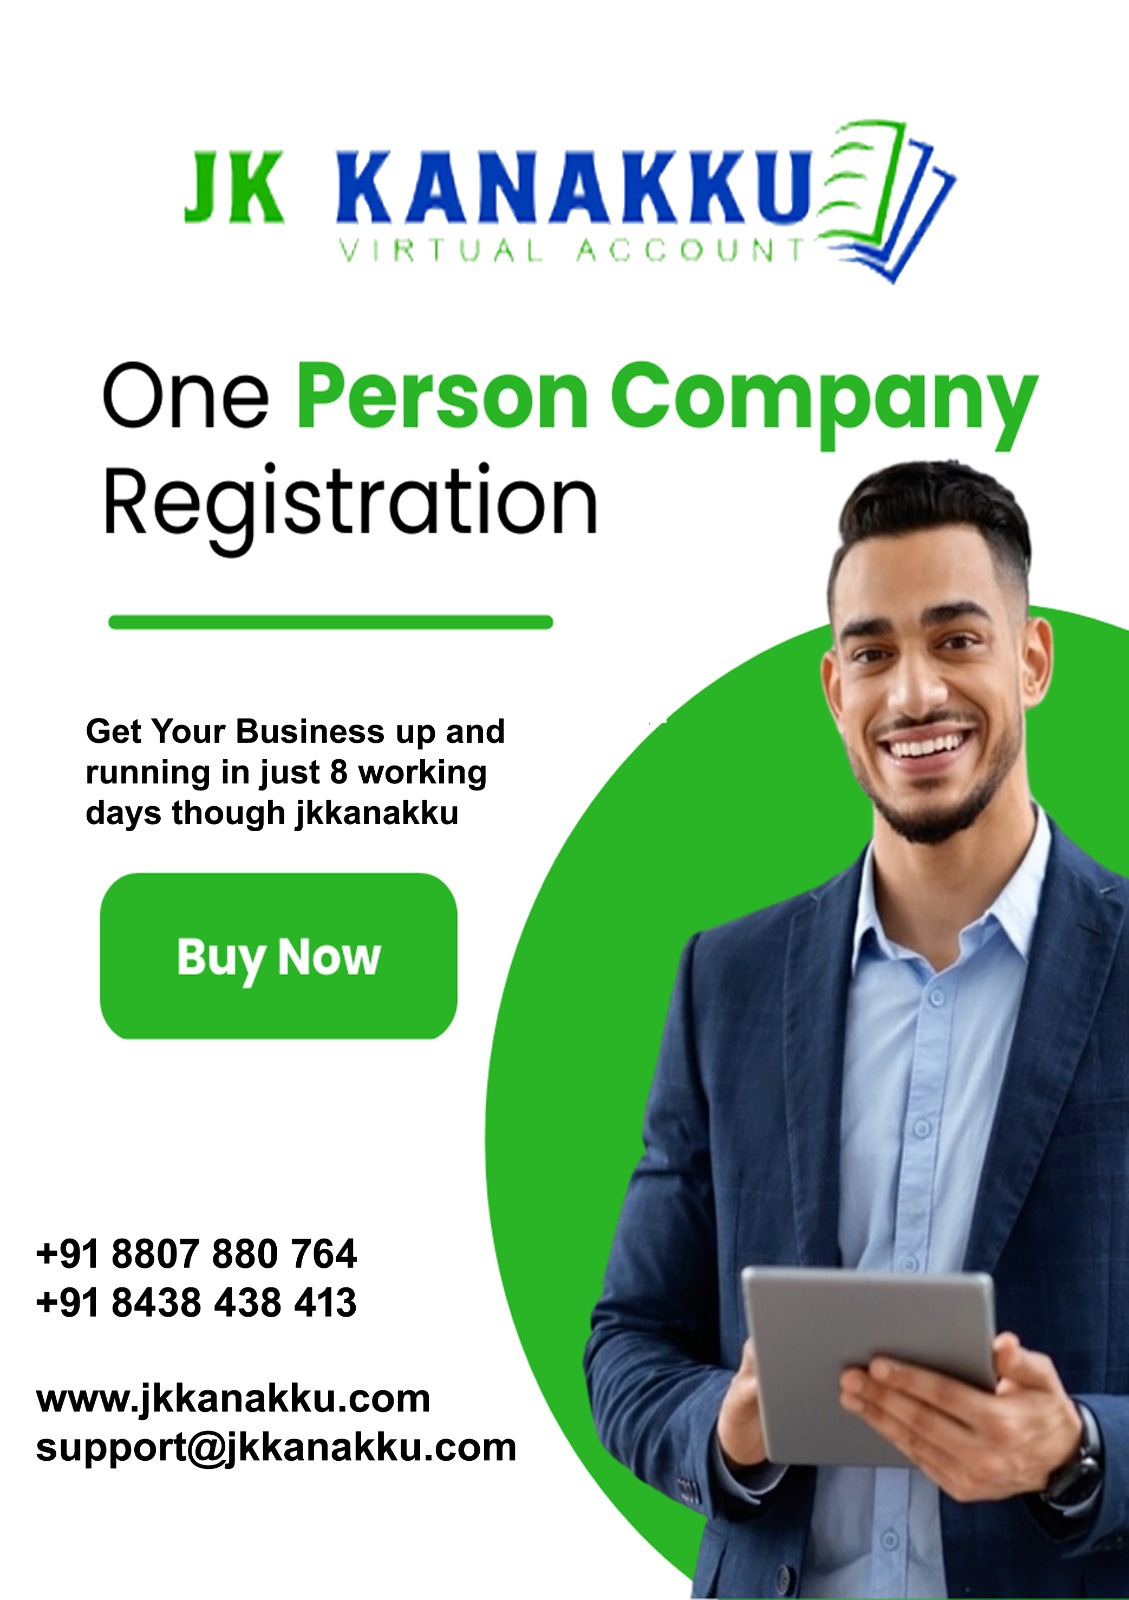 JK KANAKKU
VIRTUAL ACCOUNT
One Person Company
Registration
Get Your Business up and
running in just 8 working
days though jkkanakku
Buy Now
+91 8807 880 764
+91 8438 438 413
www.jkkanakku.com
support@jkkanakku.com